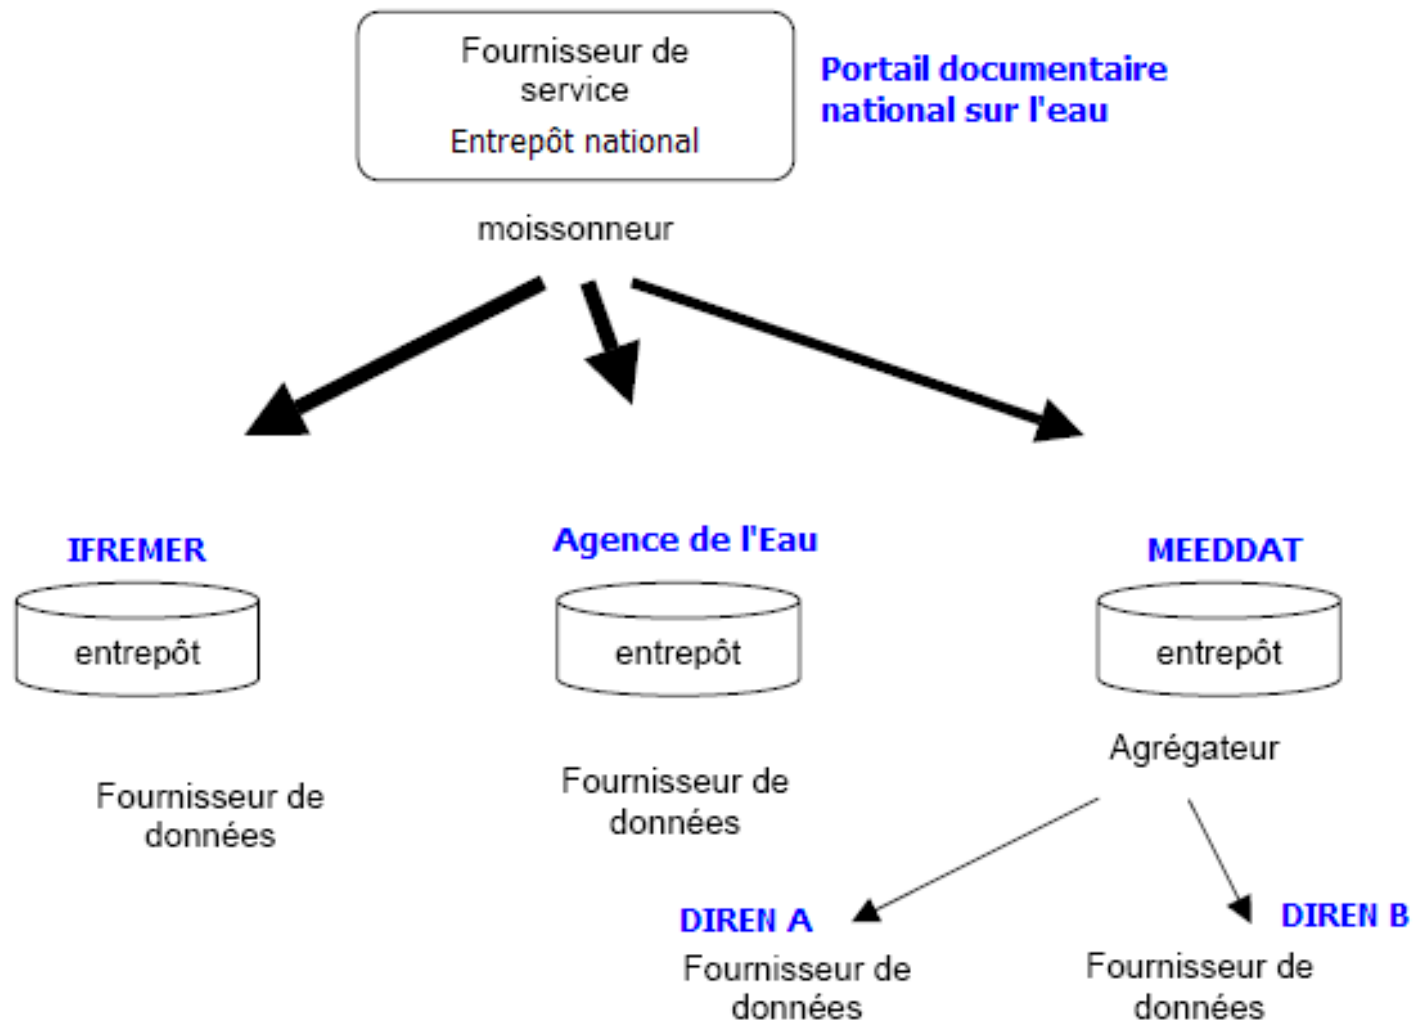 Fournisseur de
service
Entrepôt national
Portail documentaire
national sur l'eau
moissonneur
IFREMER
Agence de l'Eau
MEEDDAT
entrepôt
entrepôt
entrepôt
Agrégateur
Fournisseur de
données
Fournisseur de
données
DIREN A
DIREN B
Fournisseur de
données
Fournisseur de
données